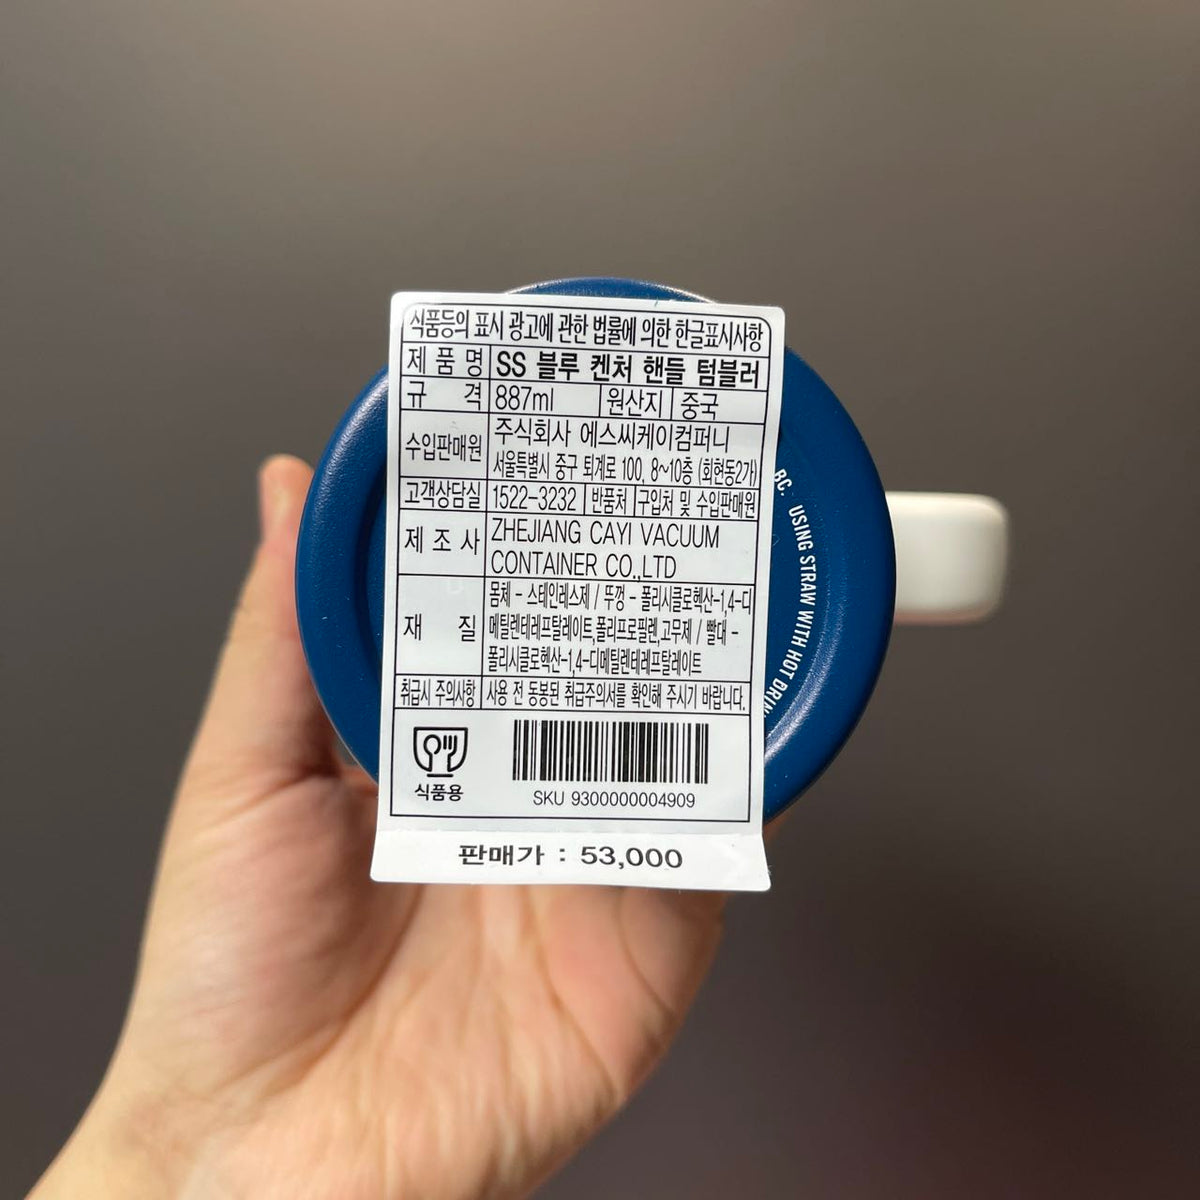 식품등의 표시 광고에 관한 법률에 의한 한글표시사항
제 품 명 SS 블루 켄처 핸들 텀블러
규 격 887ml 원산지 중국
수입판매원 주식회사 에스씨케이컴퍼니
서울특별시 중구 퇴계로 100, 8~10층 (회현동2가)
고객상담실 1522-3232 반품처 구입처 및 수입판매원
제 조 사 ZHEJIANG CAYI VACUUM
CONTAINER CO.,LTD
재 질 몸체 - 스테인레스제 / 뚜껑 - 폴리시클로헥산-1,4-디
메틸렌테레프탈레이트,폴리프로필렌,고무제 / 빨대 -
폴리시클로헥산-1,4-디메틸렌테레프탈레이트
취급시 주의사항 사용 전 동봉된 취급주의서를 확인해 주시기 바랍니다.
식품용
SKU 9300000004909
판매가 : 53,000
USING STRAW WITH HOT